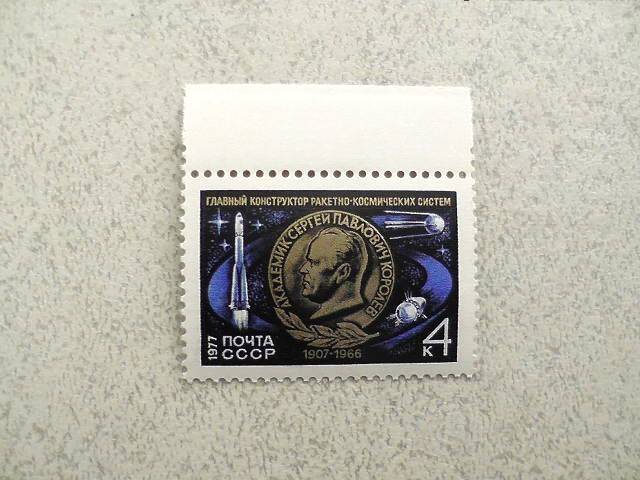 ГЛАВНЫЙ КОНСТРУКТОР РАКЕТНО-КОСМИЧЕСКИХ СИСТЕМ
АКАДЕМИК СЕРГЕЙ ПАВЛОВИЧ КОРОЛЕВ
1907-1966
1977
ПОЧТА
СССР
4
К